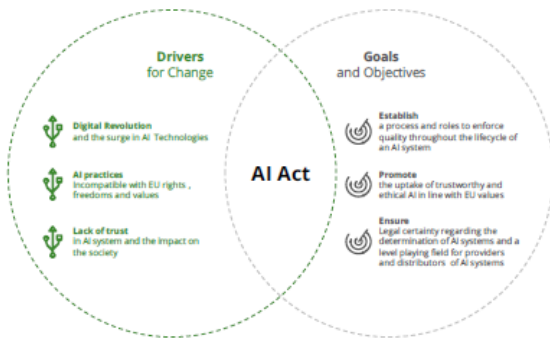 Drivers
for Change
Digital Revolution
and the surge in AI Technologies
AI practices
Incompatible with EU rights ,
freedoms and values
Lack of trust
in AI system and the impact on
the society
AI Act
Goals
and Objectives
Establish
a process and roles to enforce
quality throughout the lifecycle of
an AI system
Promote
the uptake of trustworthy and
ethical AI in line with EU values
Ensure
Legal certainty regarding the
determination of AI systems and a
level playing field for providers
and distributors of AI systems